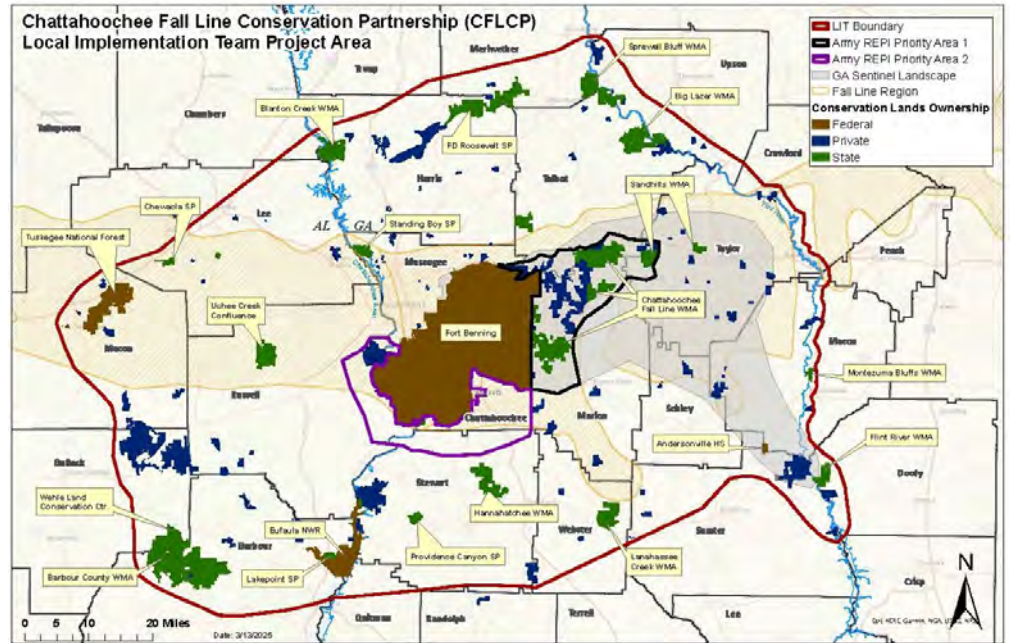 Chattahoochee Fall Line Conservation Partnership (CFLCP)
Local Implementation Team Project Area
LIT Boundary
Army REPI Priority Area 1
Army REPI Priority Area 2
GA Sentinel Landscape
Fall Line Region
Conservation Lands Ownership
Federal
Private
State
Meriwether
Sprewell Bluff WMA
Troup
Upson
Blanton Creek WMA
Chambers
Big Lazer WMA
Tallapoosa
FD Roosevelt SP
Crawford
Harris
Talbot
Sandhills WMA
Chewacla SP
Lee
AL
GA
Standing Boy SP
Tuskegee National Forest
Muscogee
Taylor
Peach
Uchee Creek
Confluence
Chattahoochee
Fall Line WMA
Fort Benning
Macon
Macon
Montezuma Bluffs WMA
Russell
Chattahoochee
Marion
Schley
Andersonville HS
Flint River WMA
Bullock
Dooly
Wehle Land
Conservation Ctr.
Stewart
Eufaula NWR
Hannahatchee WMA
Webster
Sumter
Barbour
Barbour County WMA
Lakepoint SP
Providence Canyon SP
Lanahassee
Creek WMA
Crisp
N
Quitman
Randolph
Terrell
Lee
0 5 10 20 Miles
Date: 3/13/2025